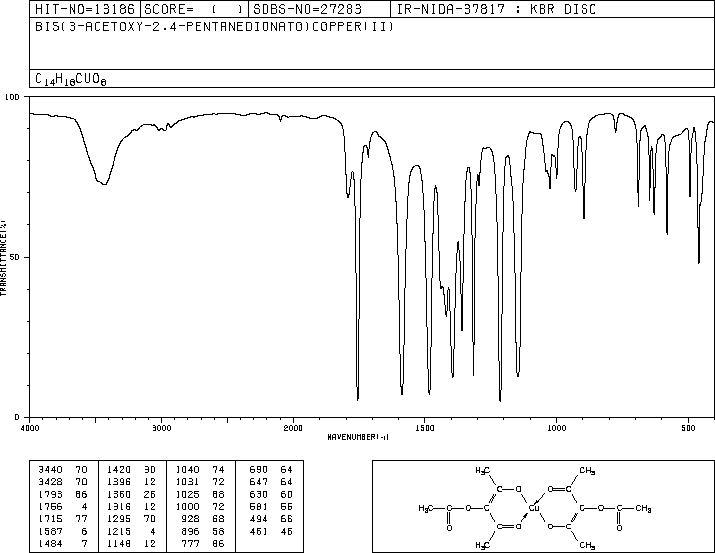 HIT-NO=13186 SCORE= ( ) SDBS-NO=27283 IR-NIDA-37817 : KBR DISC
BIS(3-ACETOXY-2,4-PENTANEDIONATO)COPPER(II)
C14H18CUO8
100
50
0
TRANSMITTANCE(%)
4000 3000 2000 1500 1000 500
WAVENUMBER(-1)
3440 70 1420 30 1040 74 690 64
3428 70 1396 12 1031 72 647 64
1793 66 1360 26 1025 68 630 60
1756 4 1316 12 1000 72 581 55
1715 77 1295 70 928 68 494 66
1587 6 1215 4 896 58 461 46
1484 7 1148 12 777 86
H3C CH3
C O O C
H3C C O C Cu C O C CH3
O C O O C O
H3C CH3